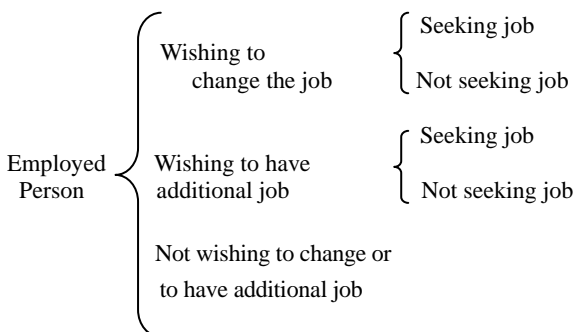 Wishing to
change the job
Seeking job
Not seeking job
Employed
Person
Wishing to have
additional job
Seeking job
Not seeking job
Not wishing to change or
to have additional job